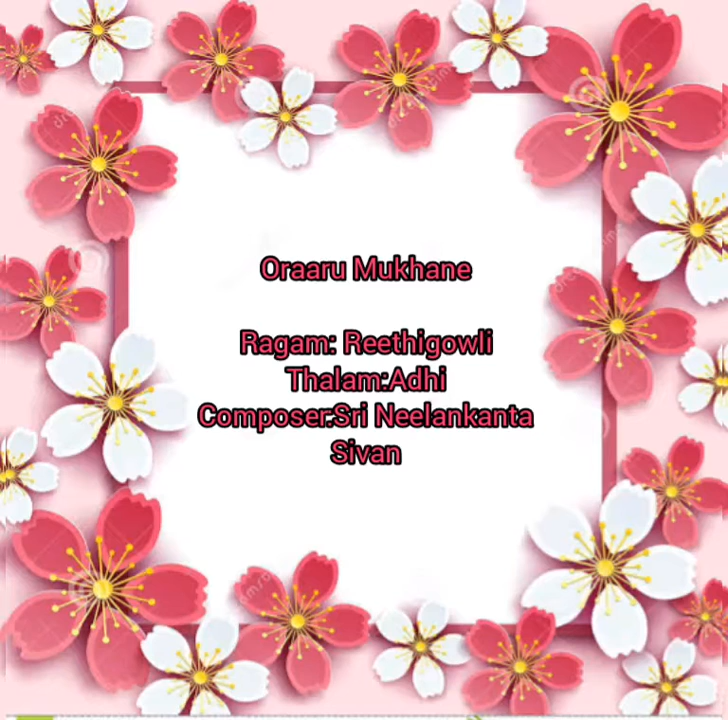 Oraaru Mukhane
Ragam: Reethigowli
Thalam:Adhi
Composer:Sri Neelankanta
Sivan